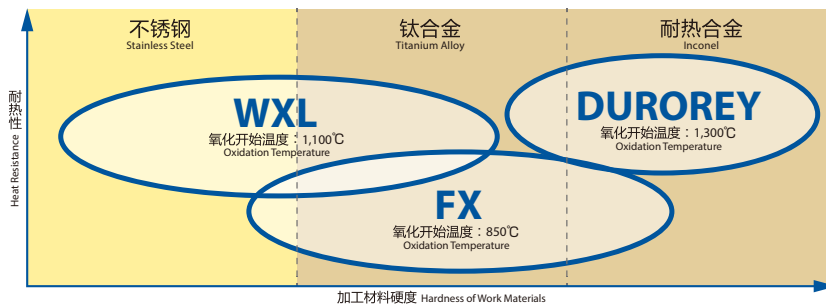 不锈钢
Stainless Steel
钛合金
Titanium Alloy
耐热合金
Inconel
耐热性
Heat Resistance
WXL
氧化开始温度：1,100℃
Oxidation Temperature
DUROREY
氧化开始温度：1,300℃
Oxidation Temperature
FX
氧化开始温度：850℃
Oxidation Temperature
加工材料硬度 Hardness of Work Materials